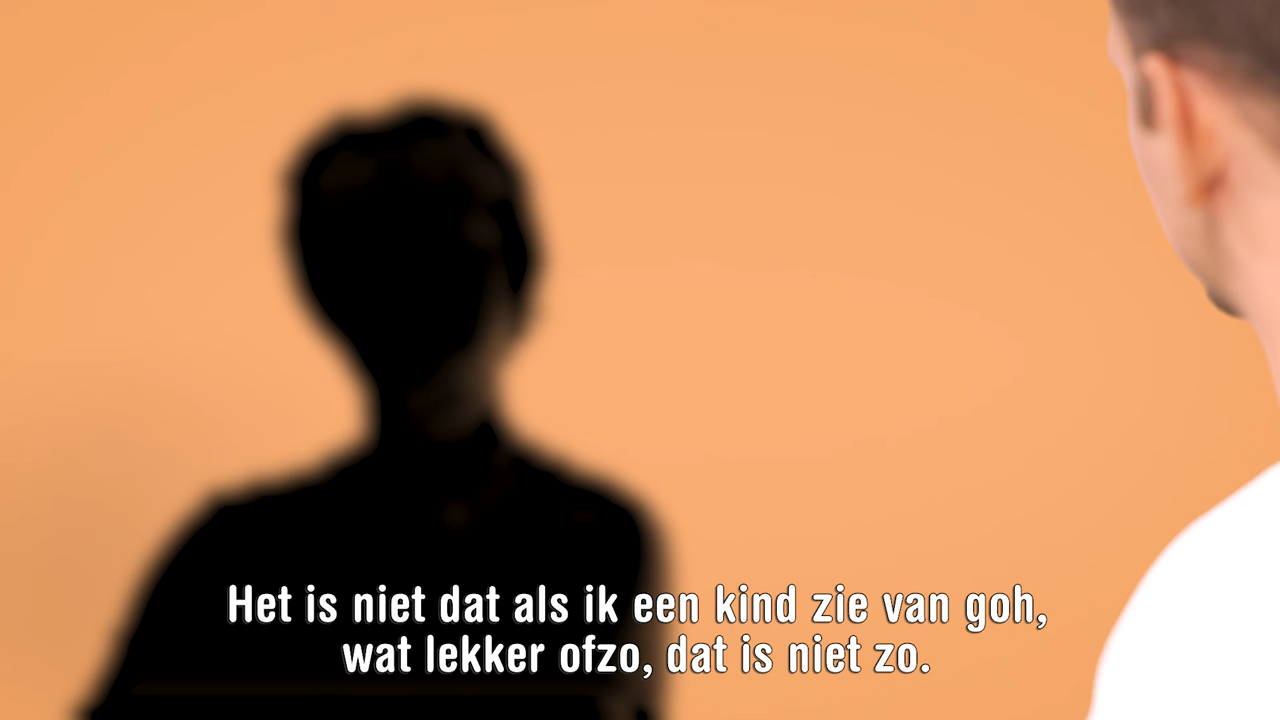 Het is niet dat als ik een kind zie van goh,
wat lekker ofzo, dat is niet zo.